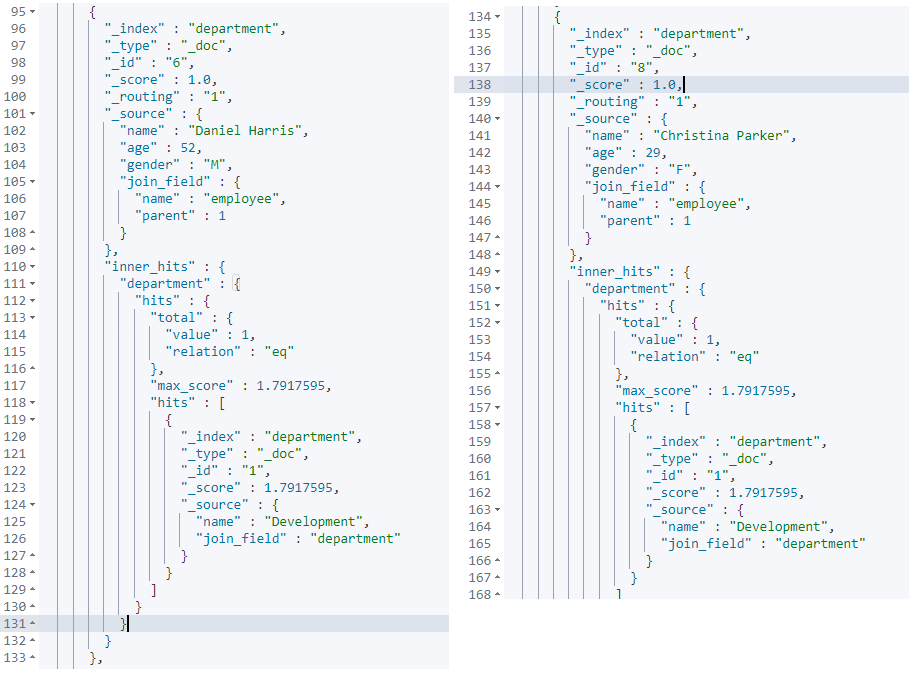 95 {
96 "_index" : "department",
97 "_type" : "_doc",
98 "_id" : "6",
99 "_score" : 1.0,
100 "_routing" : "1",
101 "_source" : {
102 "name" : "Daniel Harris",
103 "age" : 52,
104 "gender" : "M",
105 "join_field" : {
106 "name" : "employee",
107 "parent" : 1
108 }
109 },
110 "inner_hits" : {
111 "department" : {
112 "hits" : {
113 "total" : {
114 "value" : 1,
115 "relation" : "eq"
116 },
117 "max_score" : 1.7917595,
118 "hits" : [
119 {
120 "_index" : "department",
121 "_type" : "_doc",
122 "_id" : "1",
123 "_score" : 1.7917595,
124 "_source" : {
125 "name" : "Development",
126 "join_field" : "department"
127 }
128 }
129 ]
130 }
131 }
132 }
133 },
134 {
135 "_index" : "department",
136 "_type" : "_doc",
137 "_id" : "8",
138 "_score" : 1.0,
139 "_routing" : "1",
140 "_source" : {
141 "name" : "Christina Parker",
142 "age" : 29,
143 "gender" : "F",
144 "join_field" : {
145 "name" : "employee",
146 "parent" : 1
147 }
148 },
149 "inner_hits" : {
150 "department" : {
151 "hits" : {
152 "total" : {
153 "value" : 1,
154 "relation" : "eq"
155 },
156 "max_score" : 1.7917595,
157 "hits" : [
158 {
159 "_index" : "department",
160 "_type" : "_doc",
161 "_id" : "1",
162 "_score" : 1.7917595,
163 "_source" : {
164 "name" : "Development",
165 "join_field" : "department"
166 }
167 }
168 ]